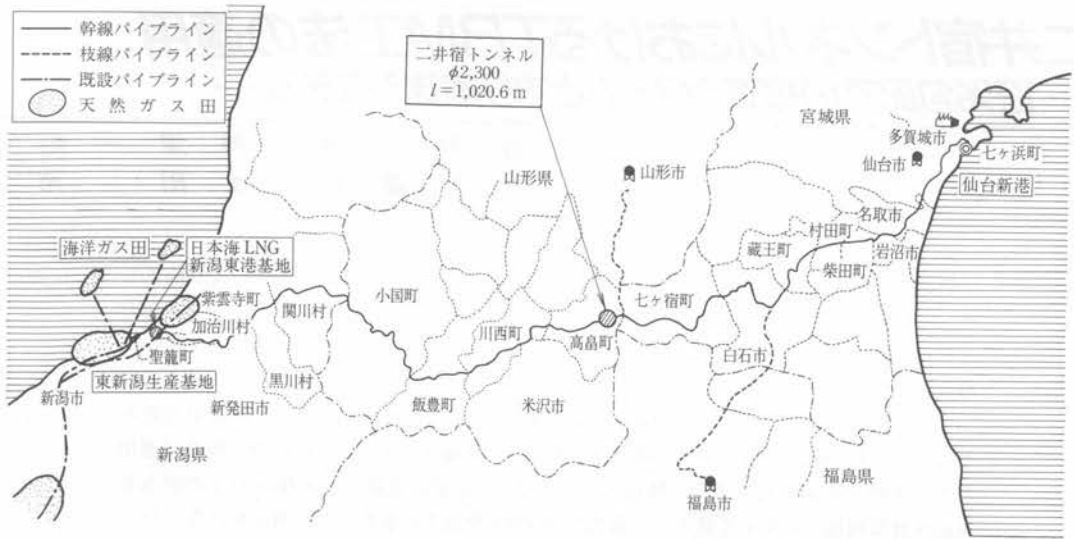 幹線パイプライン
枝線パイプライン
既設パイプライン
天然ガス田
二井宿トンネル
φ2,300
l=1,020.6m
宮城県
多賀城市
七ヶ浜町
仙台市
仙台新港
山形県
山形市
名取市
村田町
岩沼市
蔵王町
柴田町
海洋ガス田
日本海LNG
新潟東港基地
紫雲寺町
加治川村
関川村
小国町
七ヶ宿町
川西町
高畠町
白石市
聖籠町
東新潟生産基地
新潟市
黒川村
新発田市
飯豊町
米沢市
新潟県
福島県
福島市